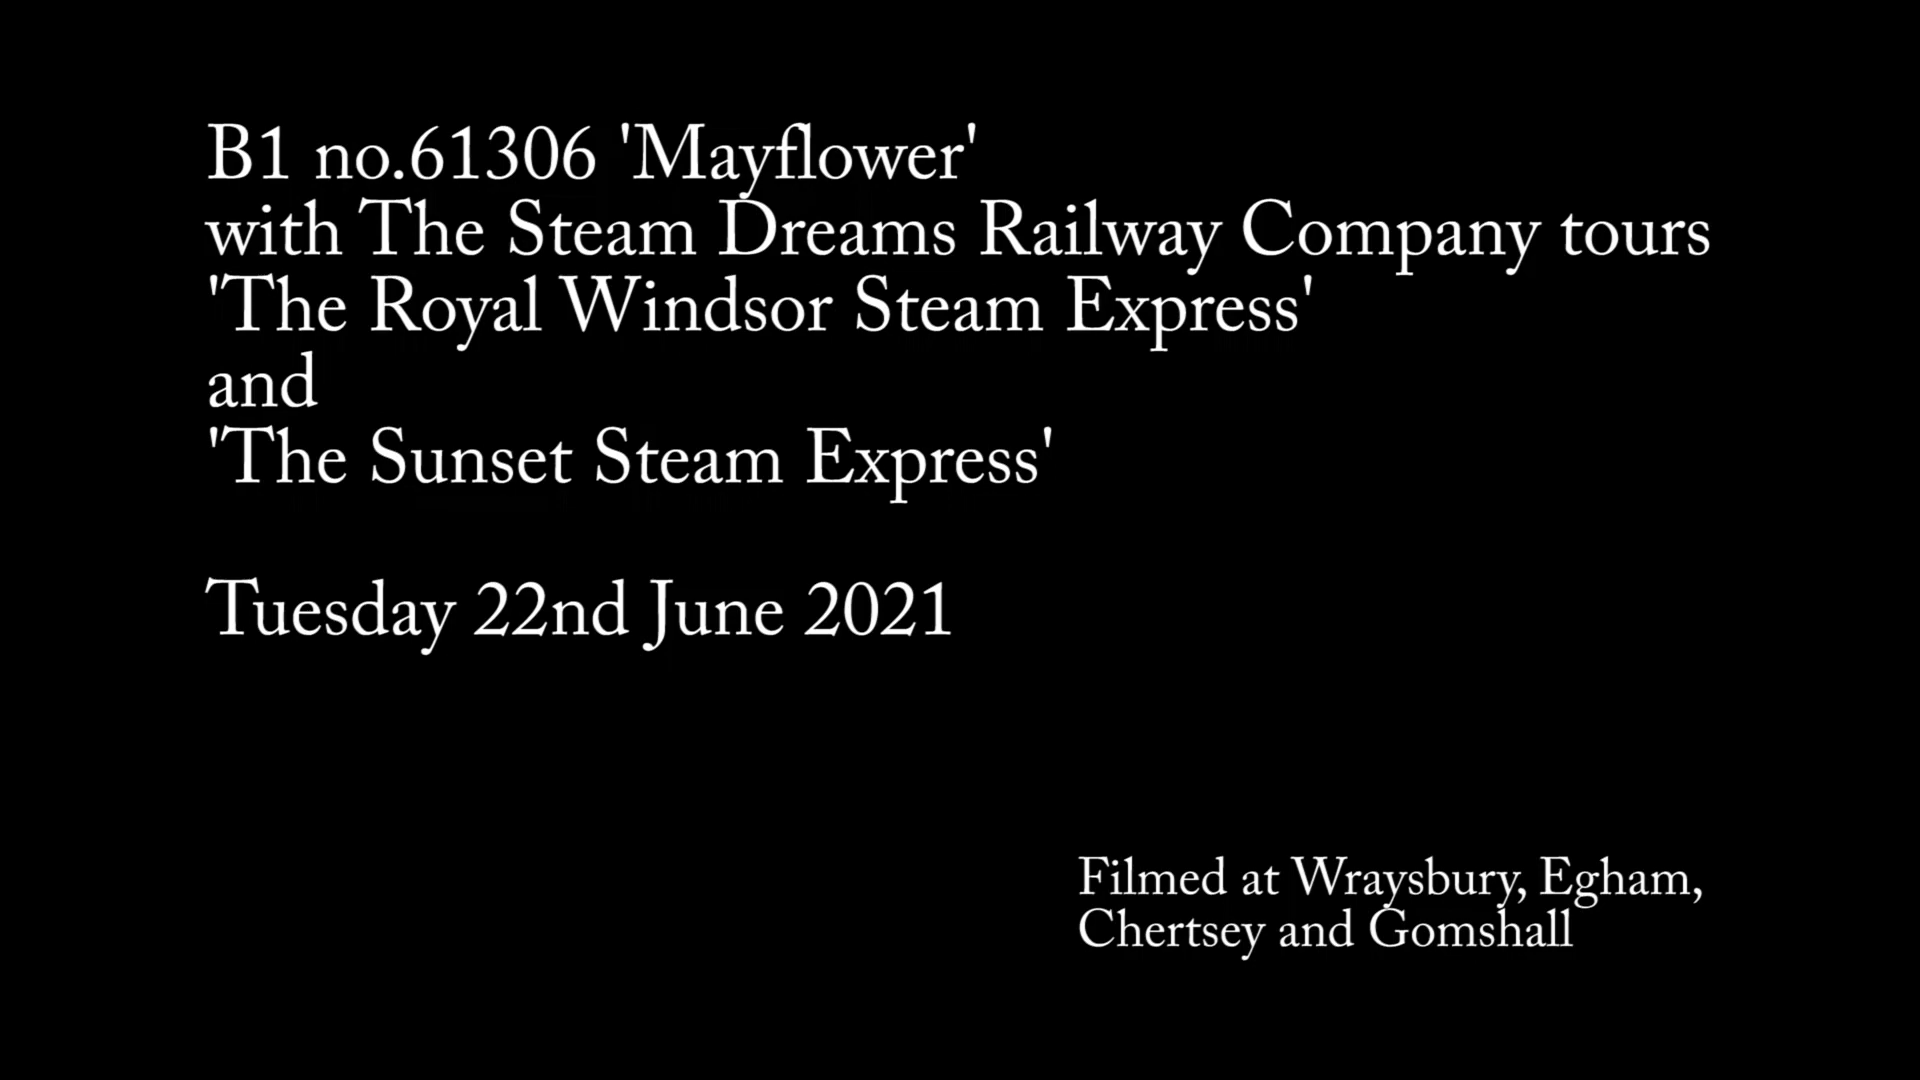 B1 no.61306 'Mayflower'
with The Steam Dreams Railway Company tours
'The Royal Windsor Steam Express'
and
'The Sunset Steam Express'
Tuesday 22nd June 2021
Filmed at Wraysbury, Egham,
Chertsey and Gomshall